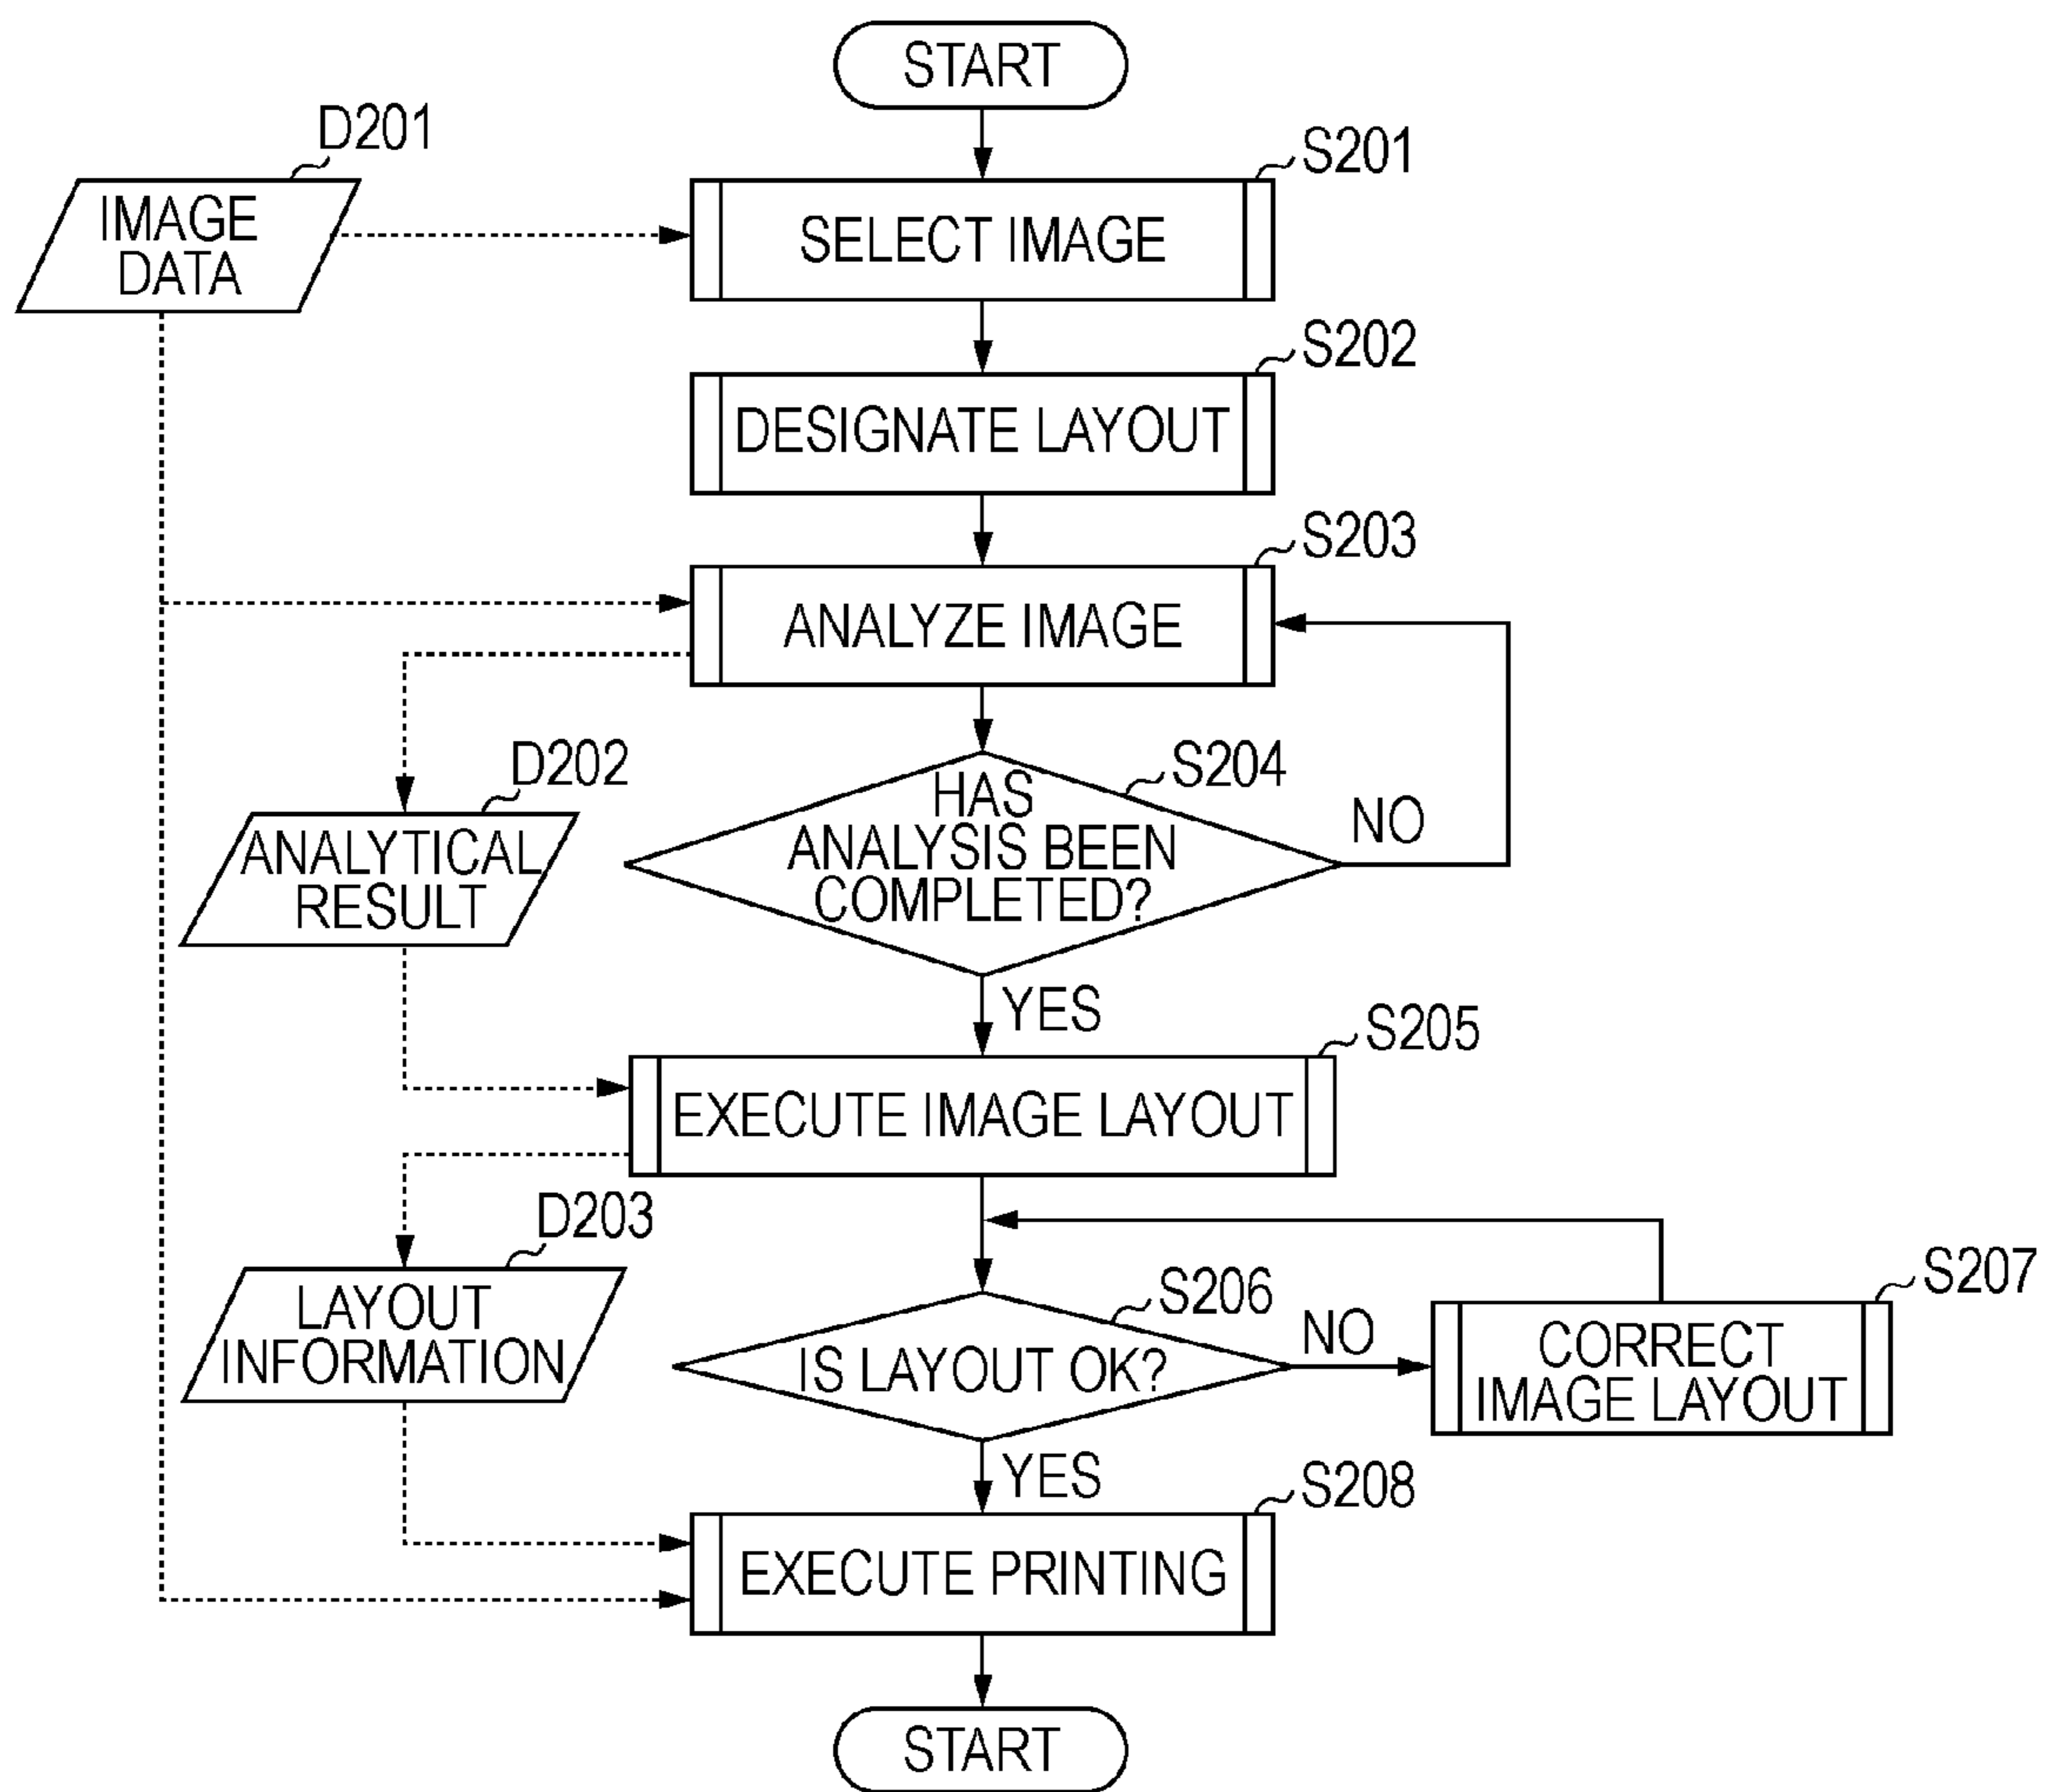 START
D201
S201
IMAGE
DATA
SELECT IMAGE
S202
DESIGNATE LAYOUT
S203
ANALYZE IMAGE
D202
S204
HAS
ANALYSIS BEEN
COMPLETED?
NO
ANALYTICAL
RESULT
YES
S205
EXECUTE IMAGE LAYOUT
D203
LAYOUT
INFORMATION
S206
IS LAYOUT OK?
NO
S207
CORRECT
IMAGE LAYOUT
YES
S208
EXECUTE PRINTING
START